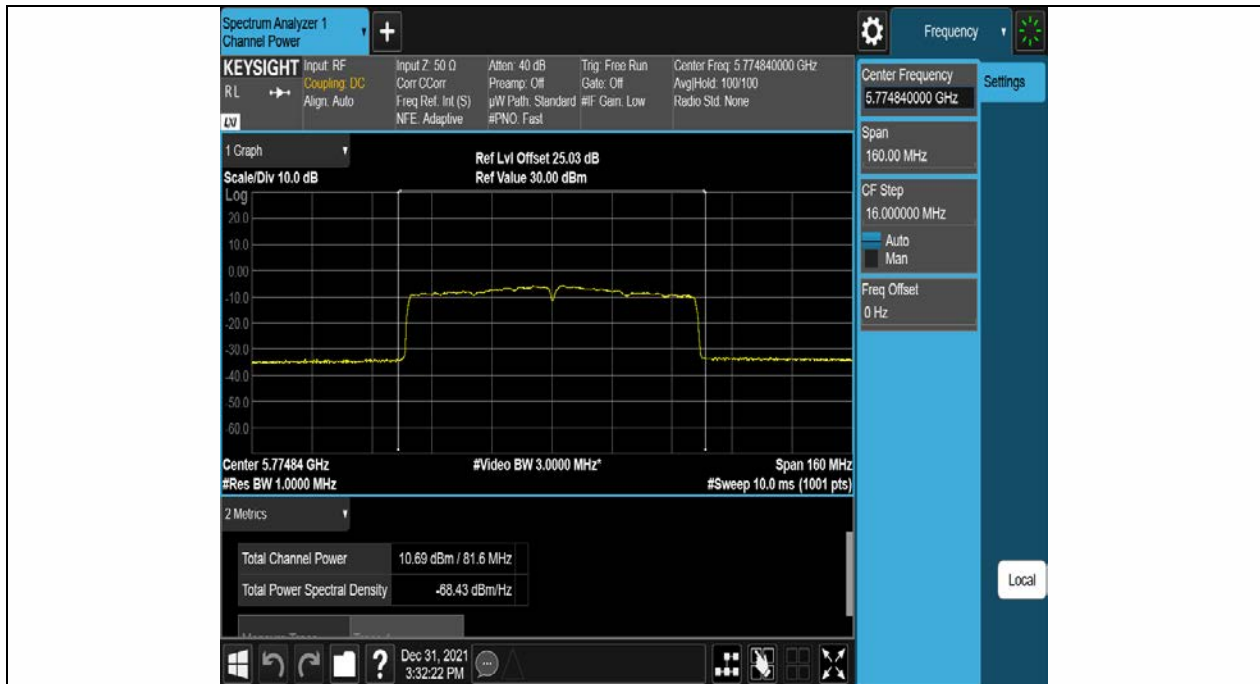 Spectrum Analyzer 1
Channel Power
+
Frequency
KEYSIGHT
RL
LXI
Input: RF
Coupling: DC
Align: Auto
Input Z: 50 Ω
Corr CCorr
Freq Ref: Int (S)
NFE: Adaptive
Atten: 40 dB
Preamp: Off
µW Path: Standard
#PNO: Fast
Trig: Free Run
Gate: Off
#IF Gain: Low
Center Freq: 5.774840000 GHz
Avg|Hold: 100/100
Radio Std: None
Center Frequency
5.774840000 GHz
Settings
Span
160.00 MHz
CF Step
16.000000 MHz
Auto
Man
Freq Offset
0 Hz
Local
1 Graph
Scale/Div 10.0 dB
Ref Lvl Offset 25.03 dB
Ref Value 30.00 dBm
Log
20.0
10.0
0.00
-10.0
-20.0
-30.0
-40.0
-50.0
-60.0
Center 5.77484 GHz
#Res BW 1.0000 MHz
#Video BW 3.0000 MHz*
Span 160 MHz
#Sweep 10.0 ms (1001 pts)
2 Metrics
Total Channel Power 10.69 dBm / 81.6 MHz
Total Power Spectral Density -68.43 dBm/Hz
?
Dec 31, 2021
3:32:22 PM